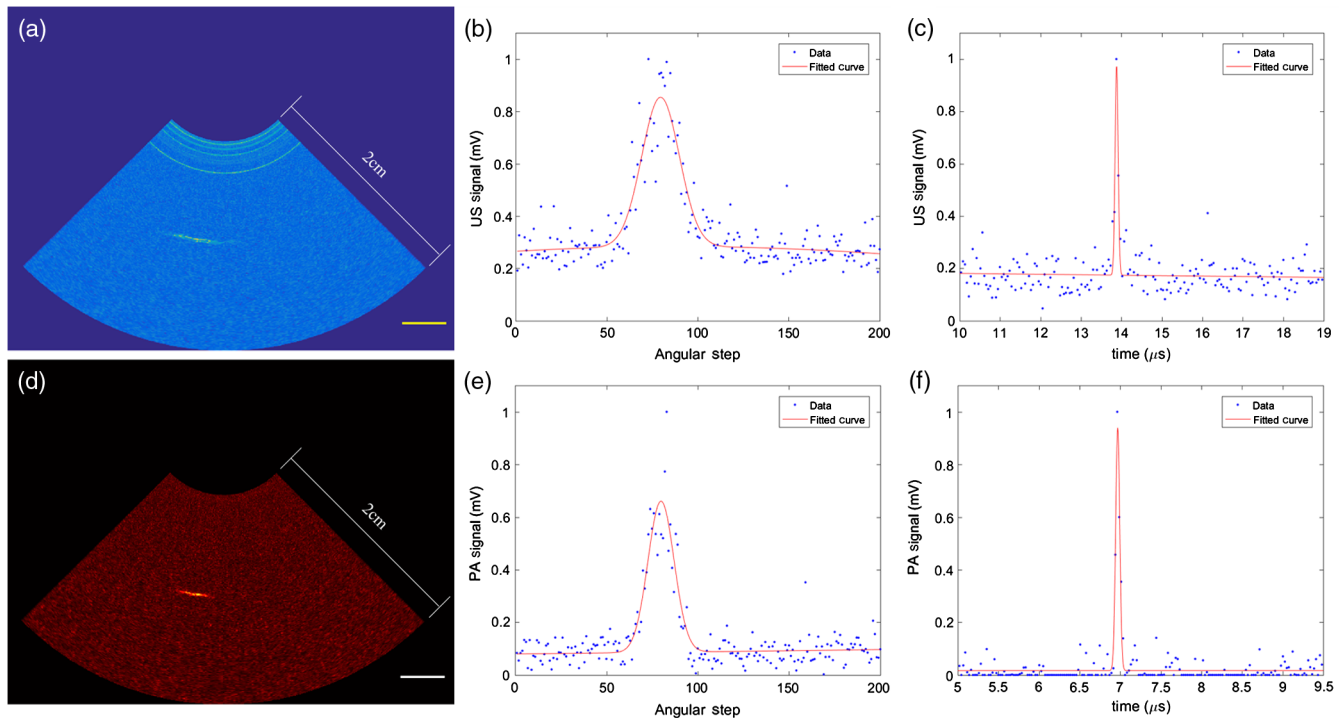 (a)
2cm
(b)
US signal (mV)
1
0.8
0.6
0.4
0.2
0
0 50 100 150 200
Angular step
Data
Fitted curve
(c)
US signal (mV)
1
0.8
0.6
0.4
0.2
0
10 11 12 13 14 15 16 17 18 19
time (μs)
Data
Fitted curve
(d)
2cm
(e)
PA signal (mV)
1
0.8
0.6
0.4
0.2
0
0 50 100 150 200
Angular step
Data
Fitted curve
(f)
PA signal (mV)
1
0.8
0.6
0.4
0.2
0
5 5.5 6 6.5 7 7.5 8 8.5 9 9.5
time (μs)
Data
Fitted curve